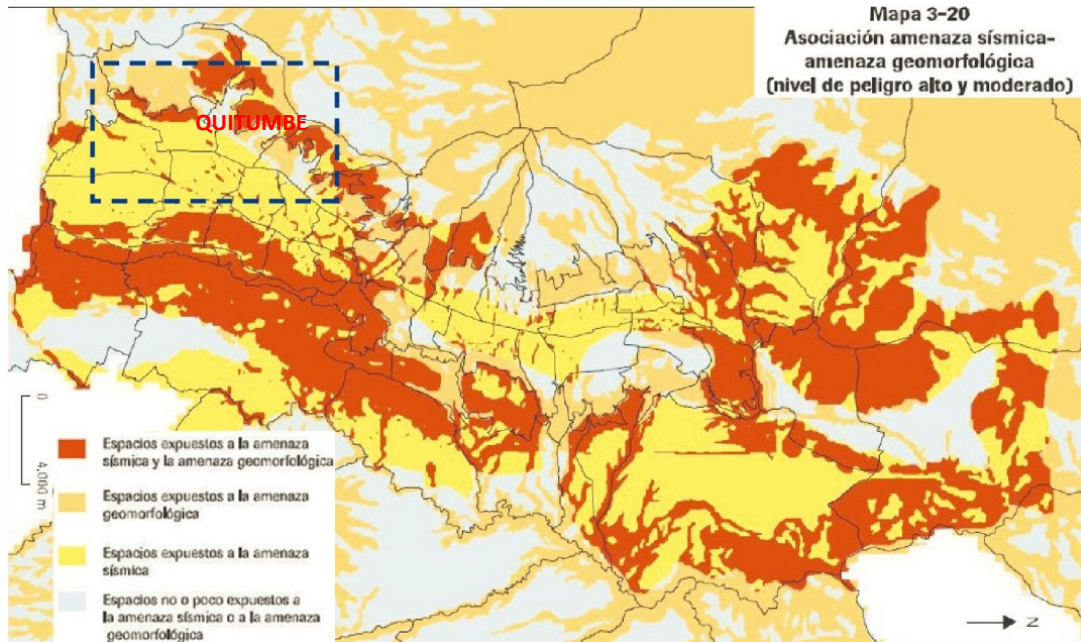 Mapa 3-20
Asociación amenaza sísmica-
amenaza geomorfológica
(nivel de peligro alto y moderado)
QUITUMBE
0
4,000 m
Espacios expuestos a la amenaza
sísmica y la amenaza geomorfológica
Espacios expuestos a la amenaza
geomorfológica
Espacios expuestos a la amenaza
sísmica
Espacios no o poco expuestos a
la amenaza sísmica o a la amenaza
geomorfológica
N